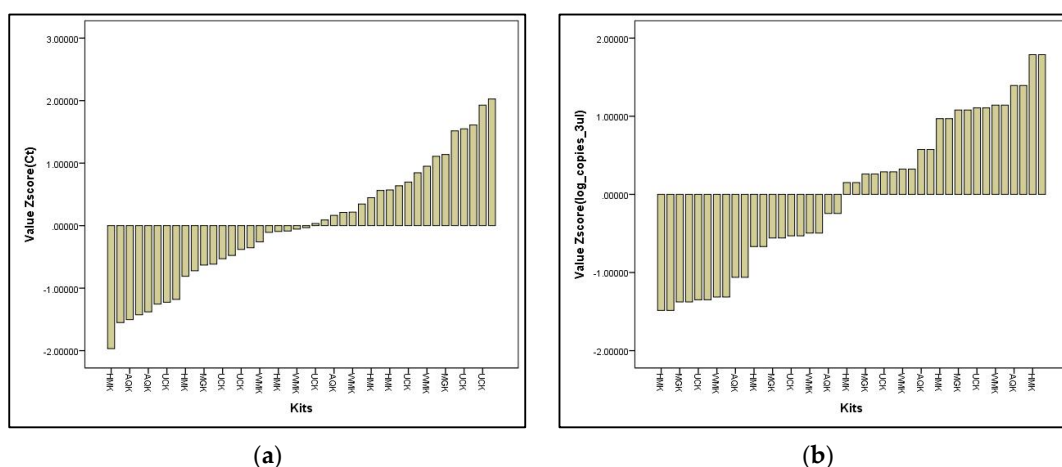 3.00000
2.00000
1.00000
.00000
-1.00000
-2.00000
Value Zscore(Ct)
HMK
AQK
AQK
UCK
HMK
MGK
UCK
UCK
VMK
HMK
VMK
UCK
AQK
VMK
HMK
HMK
UCK
VMK
MGK
UCK
UCK
Kits
(a)
2.00000
1.00000
.00000
-1.00000
-2.00000
Value Zscore(log_copies_3ul)
HMK
MGK
UCK
VMK
AQK
HMK
MGK
UCK
VMK
AQK
HMK
MGK
UCK
VMK
AQK
HMK
MGK
UCK
VMK
AQK
HMK
Kits
(b)